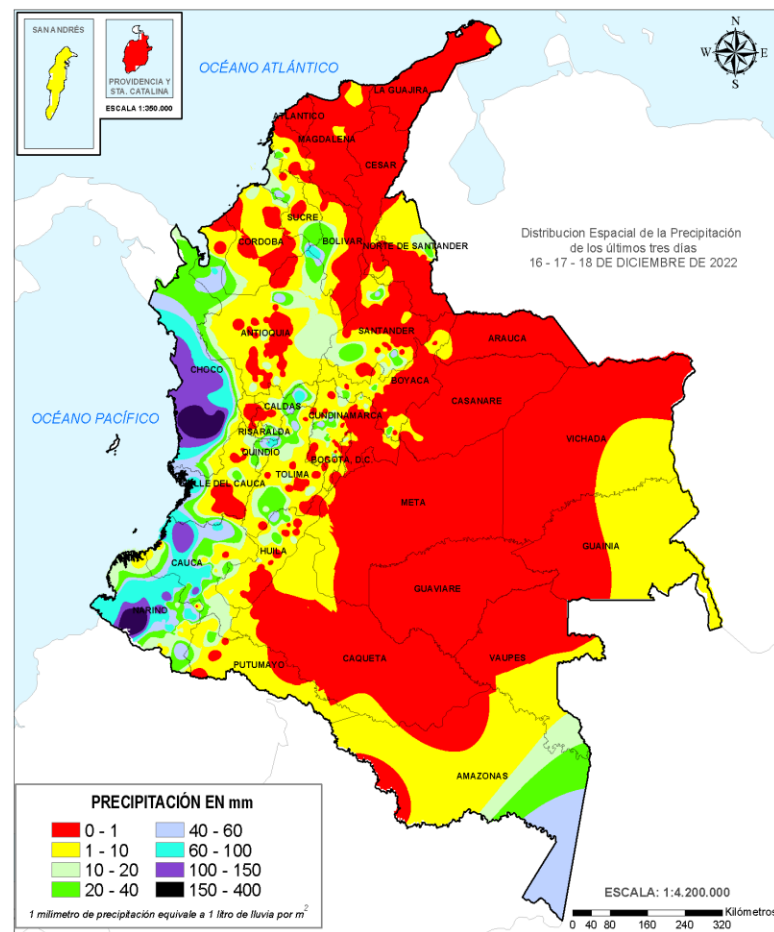 SAN ANDRÉS
PROVIDENCIA Y
STA. CATALINA
ESCALA 1:350.000
N
W E
S
OCÉANO ATLÁNTICO
LA GUAJIRA
ATLANTICO
MAGDALENA
CESAR
SUCRE
CORDOBA
BOLIVAR
NORTE DE SANTANDER
Distribucion Espacial de la Precipitación
de los últimos tres días
16 - 17 - 18 DE DICIEMBRE DE 2022
ANTIOQUIA
SANTANDER
ARAUCA
CHOCO
BOYACA
CASANARE
OCÉANO PACÍFICO
CALDAS
CUNDINAMARCA
RISARALDA
VICHADA
QUINDIO
BOGOTA, D.C.
TOLIMA
VALLE DEL CAUCA
META
HUILA
GUAINIA
CAUCA
GUAVIARE
NARIÑO
CAQUETA
VAUPES
PUTUMAYO
AMAZONAS
PRECIPITACIÓN EN mm
0 - 1 40 - 60
1 - 10 60 - 100
10 - 20 100 - 150
20 - 40 150 - 400
1 milimetro de precipitación equivale a 1 litro de lluvia por m2
ESCALA: 1:4.200.000
Kilómetros
0 40 80 160 240 320